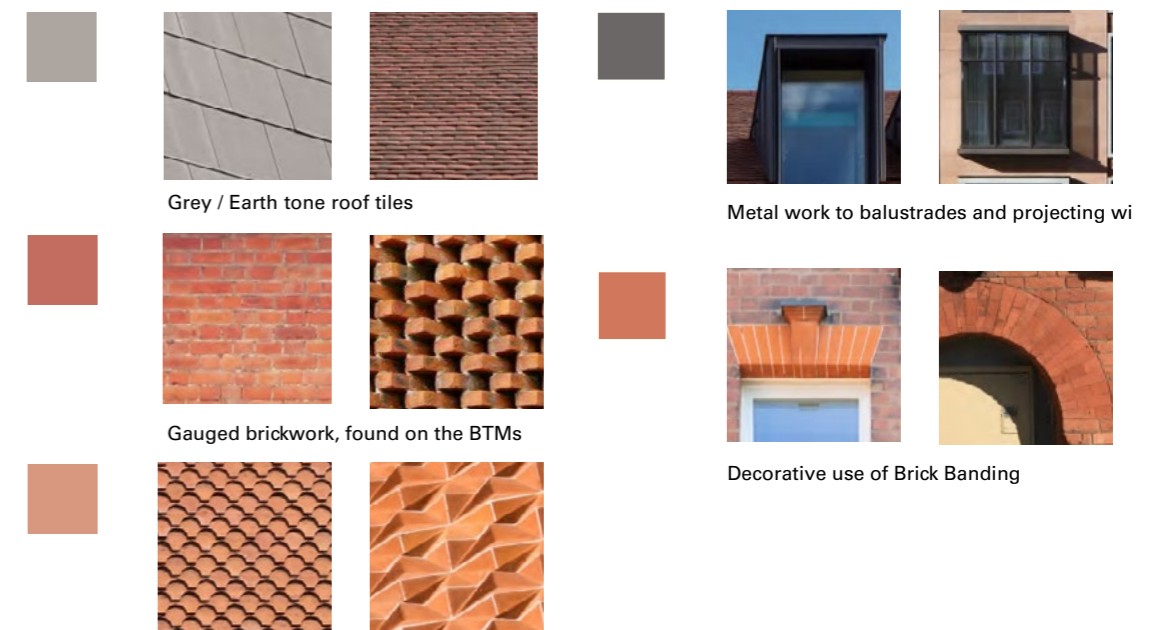 Grey / Earth tone roof tiles
Metal work to balustrades and projecting wi
Gauged brickwork, found on the BTMs
Decorative use of Brick Banding